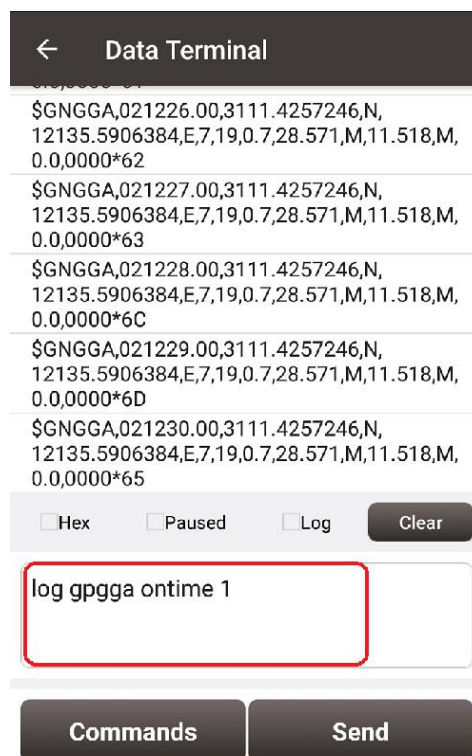 Data Terminal
$GNGGA,021226.00,3111.4257246,N,
12135.5906384,E,7,19,0.7,28.571,M,11.518,M,
0.0,0000*62
$GNGGA,021227.00,3111.4257246,N,
12135.5906384,E,7,19,0.7,28.571,M,11.518,M,
0.0,0000*63
$GNGGA,021228.00,3111.4257246,N,
12135.5906384,E,7,19,0.7,28.571,M,11.518,M,
0.0,0000*6C
$GNGGA,021229.00,3111.4257246,N,
12135.5906384,E,7,19,0.7,28.571,M,11.518,M,
0.0,0000*6D
$GNGGA,021230.00,3111.4257246,N,
12135.5906384,E,7,19,0.7,28.571,M,11.518,M,
0.0,0000*65
Hex Paused Log Clear
log gpgga ontime 1
Commands Send